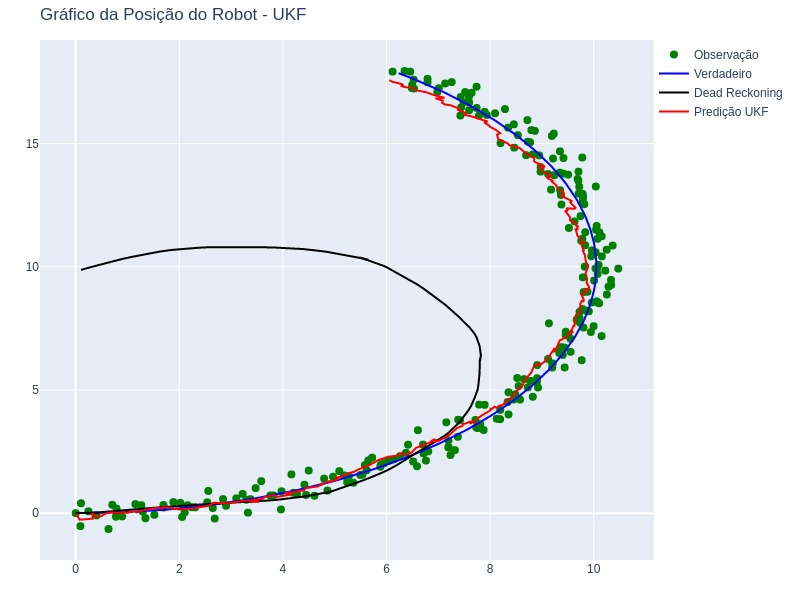 Gráfico da Posição do Robot - UKF
Observação
Verdadeiro
Dead Reckoning
Predição UKF
15
10
5
0
0 2 4 6 8 10